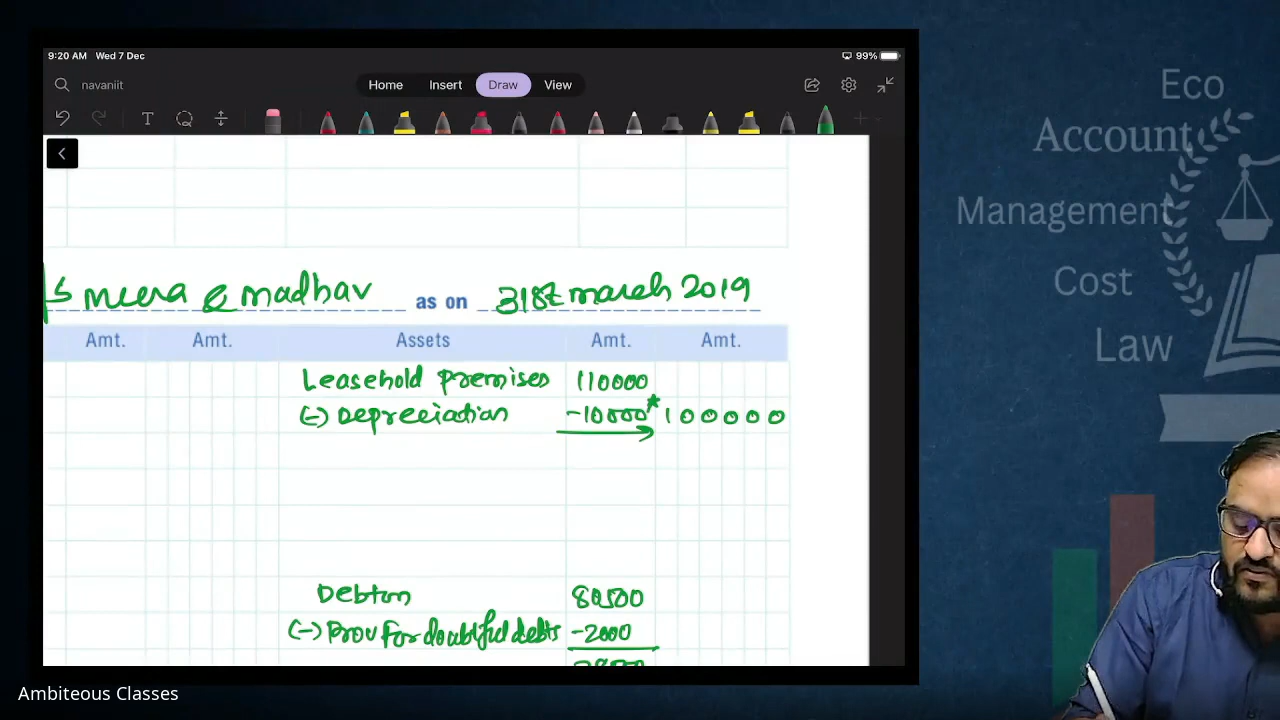 9:20 AM Wed 7 Dec
99%
navaniit
Home Insert Draw View
Meera & madhav as on 31st march 2019
Amt. Amt. Assets Amt. Amt.
Leasehold premises 110000
(-) Depreciation -10000* 100000
Debtors 80500
(-) Prov for doubtful debts -2000
Eco
Account
Management
Cost
Law
Ambiteous Classes